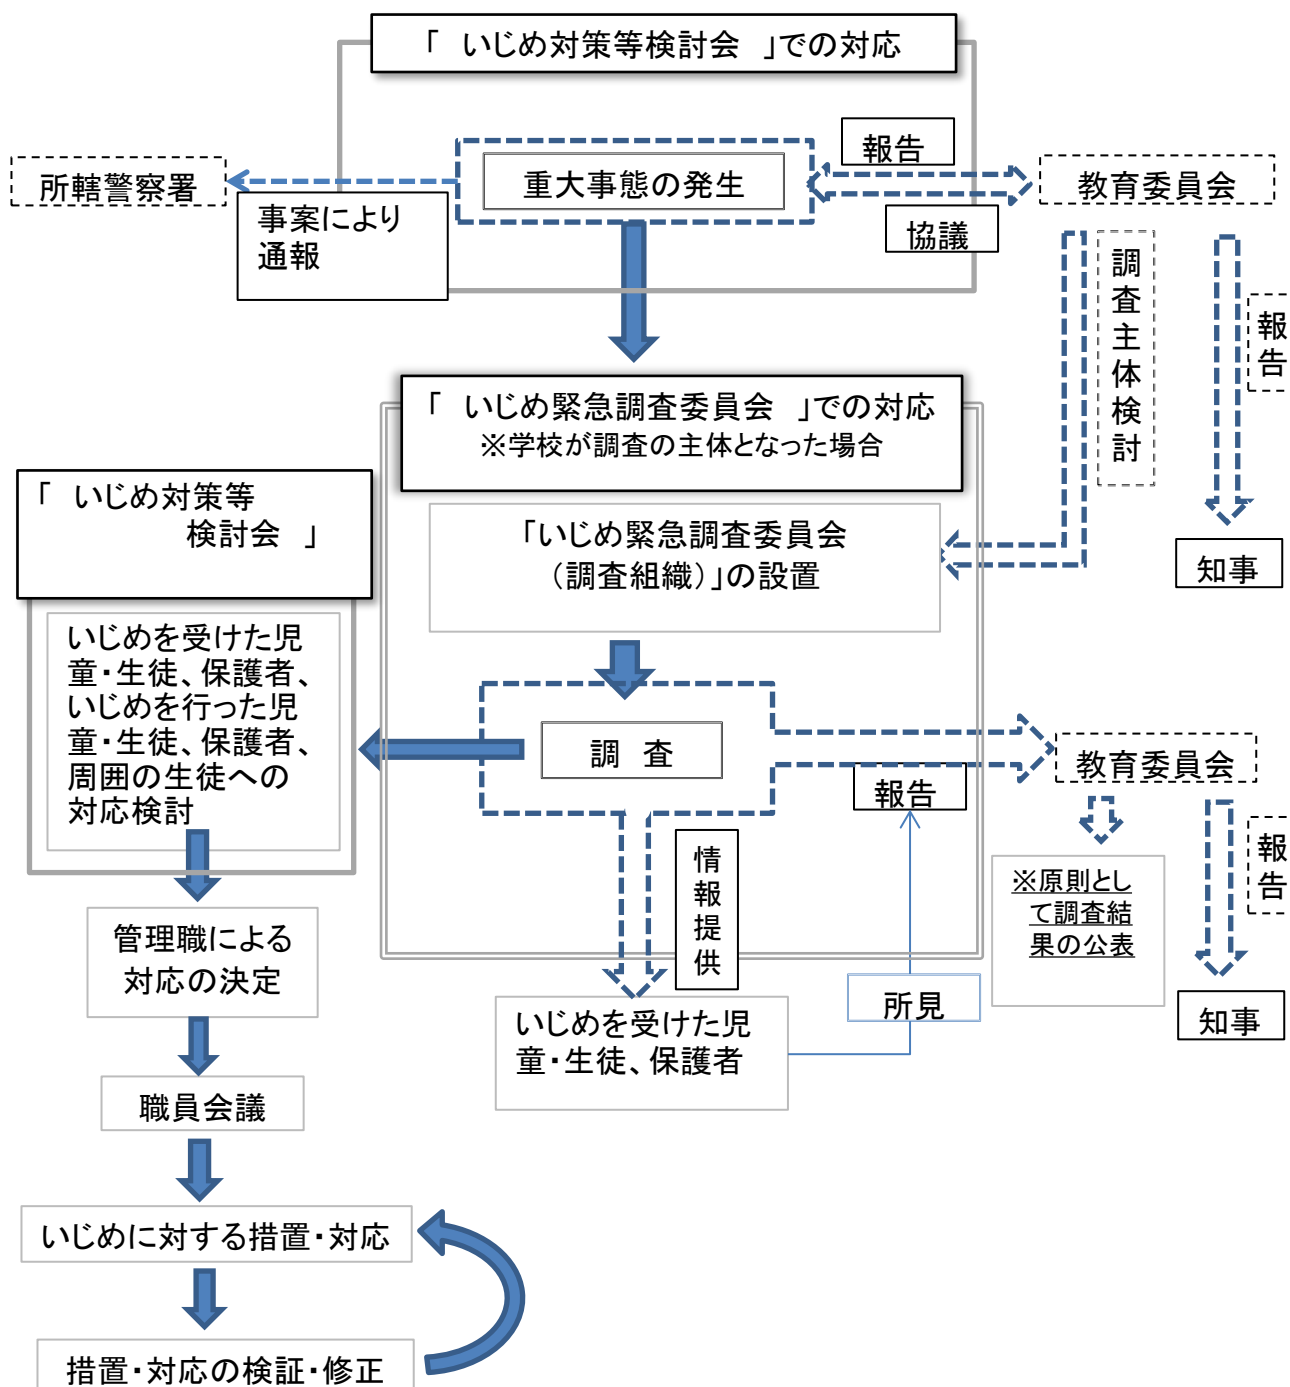 「　いじめ対策等検討会　」での対応
報告
所轄警察署
重大事態の発生
教育委員会
事案により
通報
協議
調査主体検討
報告
「　いじめ緊急調査委員会　」での対応
※学校が調査の主体となった場合
「　いじめ対策等
検討会　」
「いじめ緊急調査委員会
（調査組織）」の設置
知事
いじめを受けた児
童・生徒、保護者、
いじめを行った児
童・生徒、保護者、
周囲の生徒への
対応検討
調　査
教育委員会
報告
情報提供
※原則とし
て調査結
果の公表
報告
管理職による
対応の決定
所見
知事
いじめを受けた児
童・生徒、保護者
職員会議
いじめに対する措置・対応
措置・対応の検証・修正